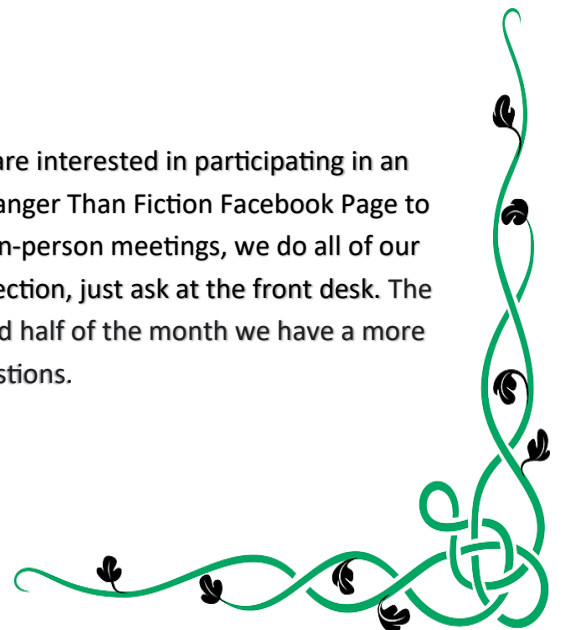 are interested in participating in an
anger Than Fiction Facebook Page to
n-person meetings, we do all of our
ection, just ask at the front desk. The
d half of the month we have a more
stions.